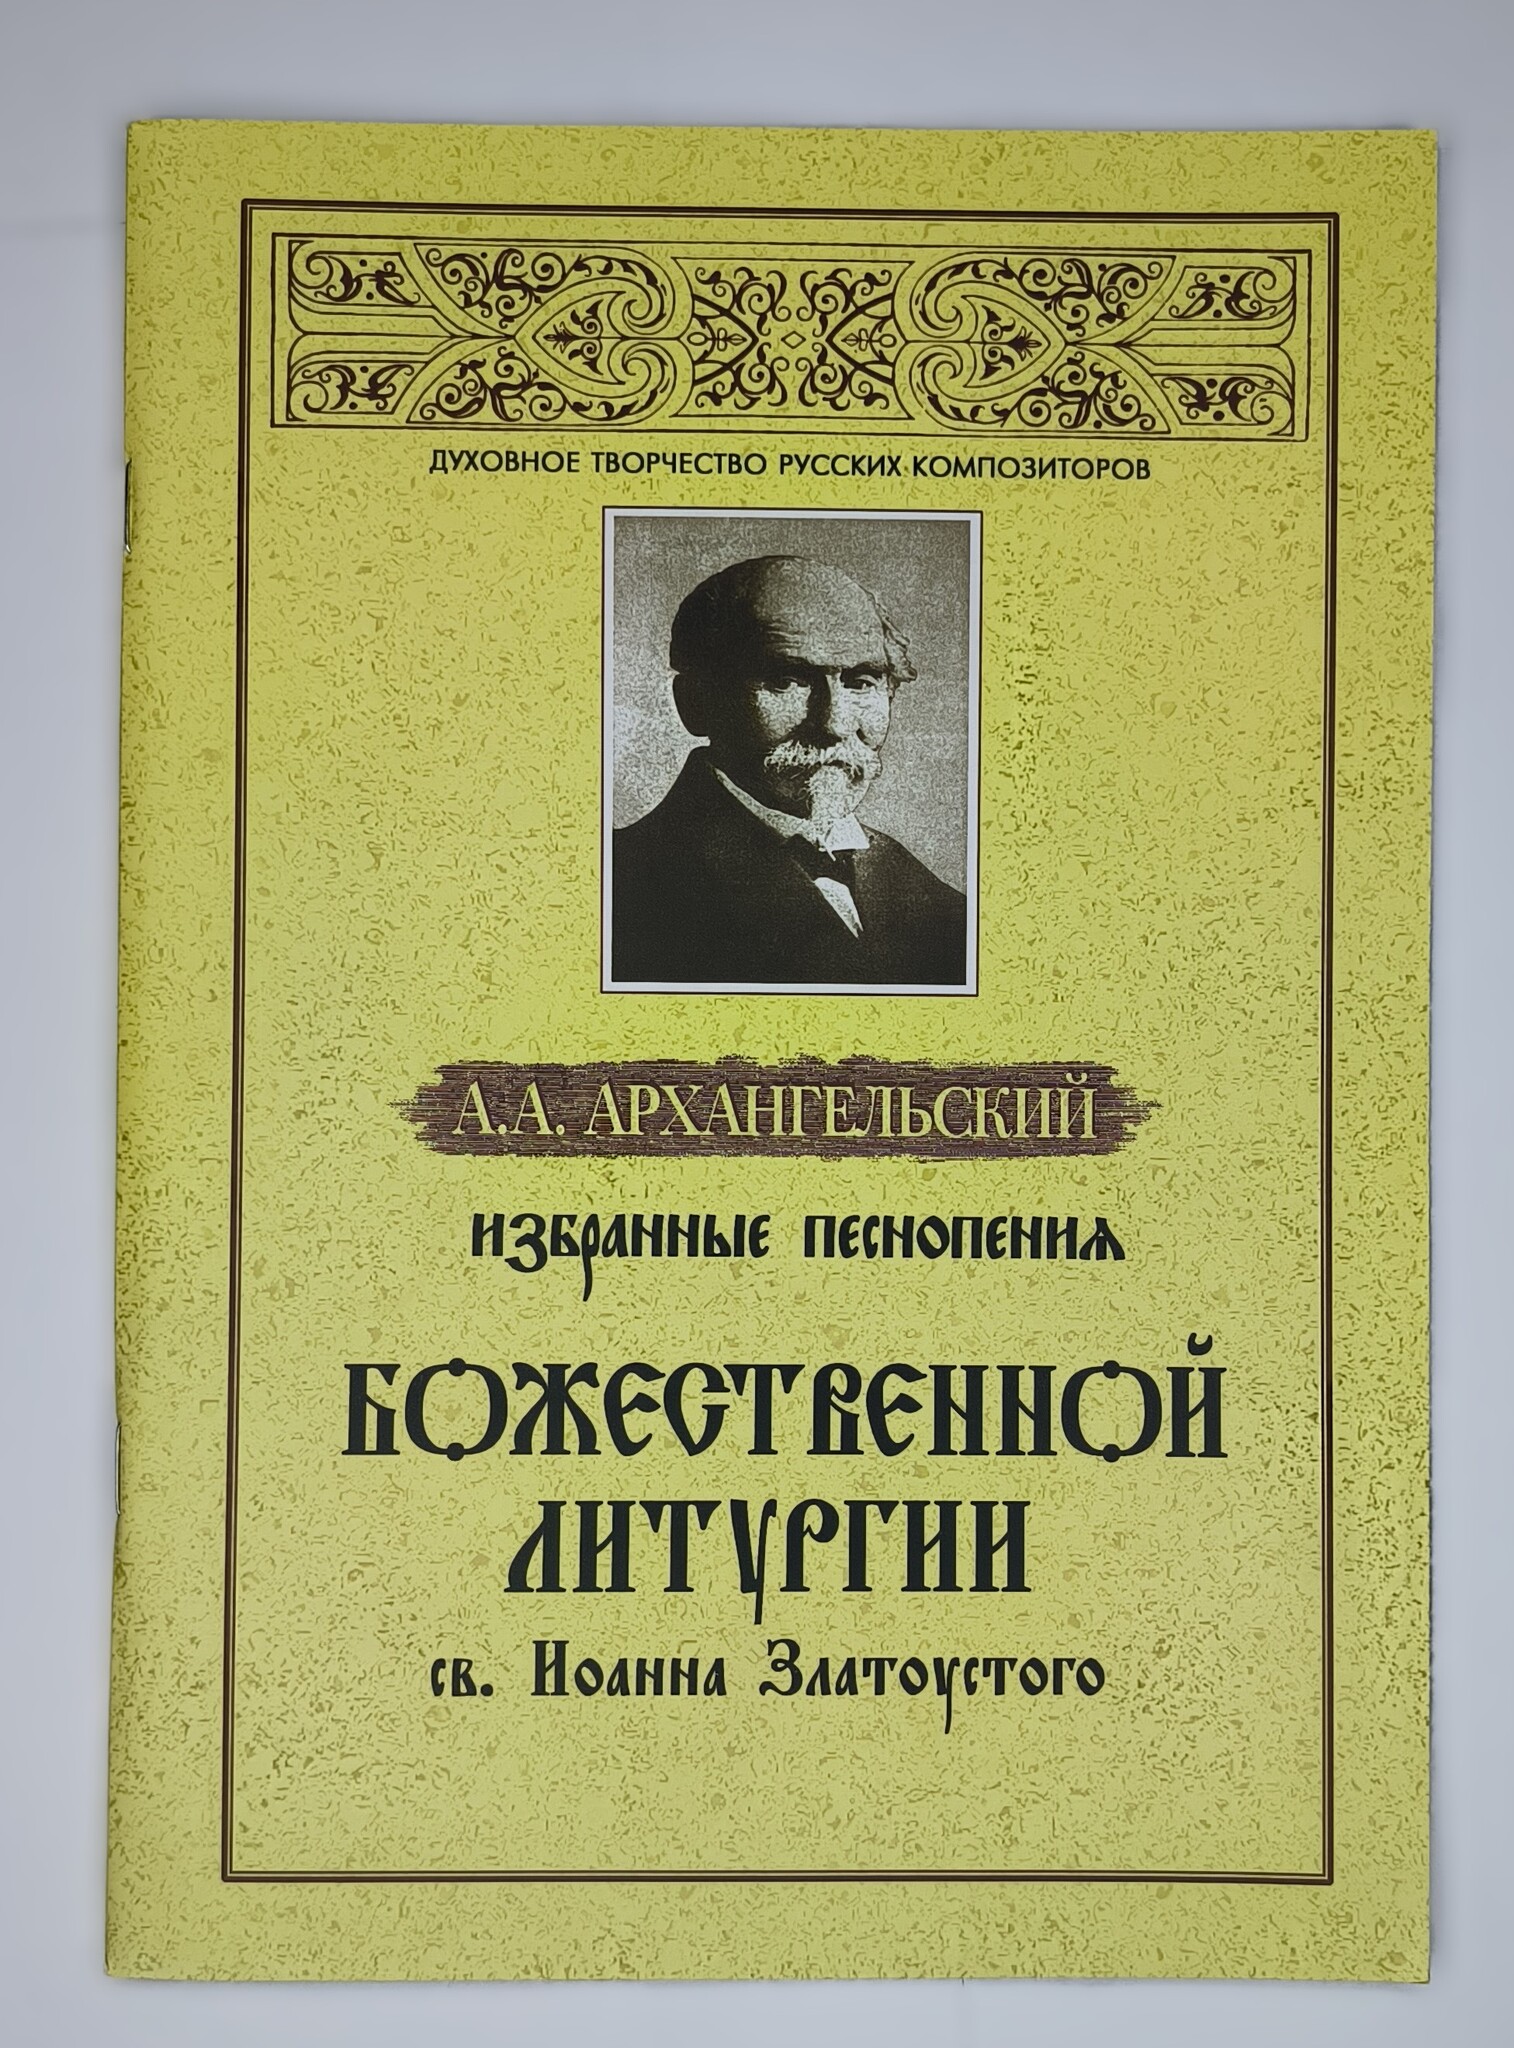 ДУХОВНОЕ ТВОРЧЕСТВО РУССКИХ КОМПОЗИТОРОВ
А.А. АРХАНГЕЛЬСКИЙ
ИЗБРАННЫЕ ПЕСНОПЕНИЯ
БОЖЕСТВЕННОЙ
ЛИТУРГИИ
св. Иоанна Златоустого